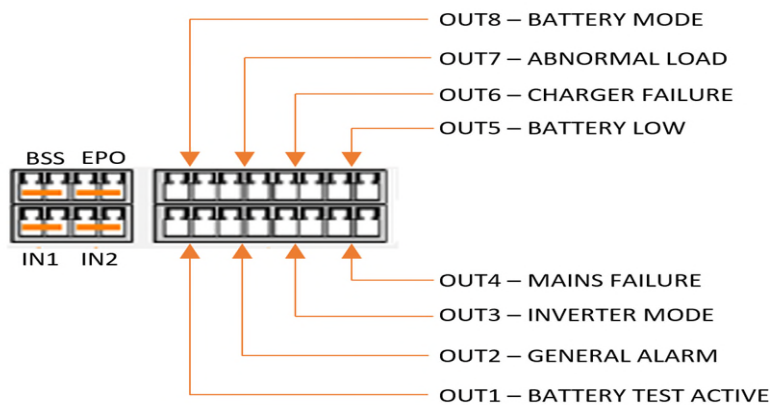 OUT8 – BATTERY MODE
OUT7 – ABNORMAL LOAD
OUT6 – CHARGER FAILURE
OUT5 – BATTERY LOW
BSS EPO
IN1 IN2
OUT4 – MAINS FAILURE
OUT3 – INVERTER MODE
OUT2 – GENERAL ALARM
OUT1 – BATTERY TEST ACTIVE